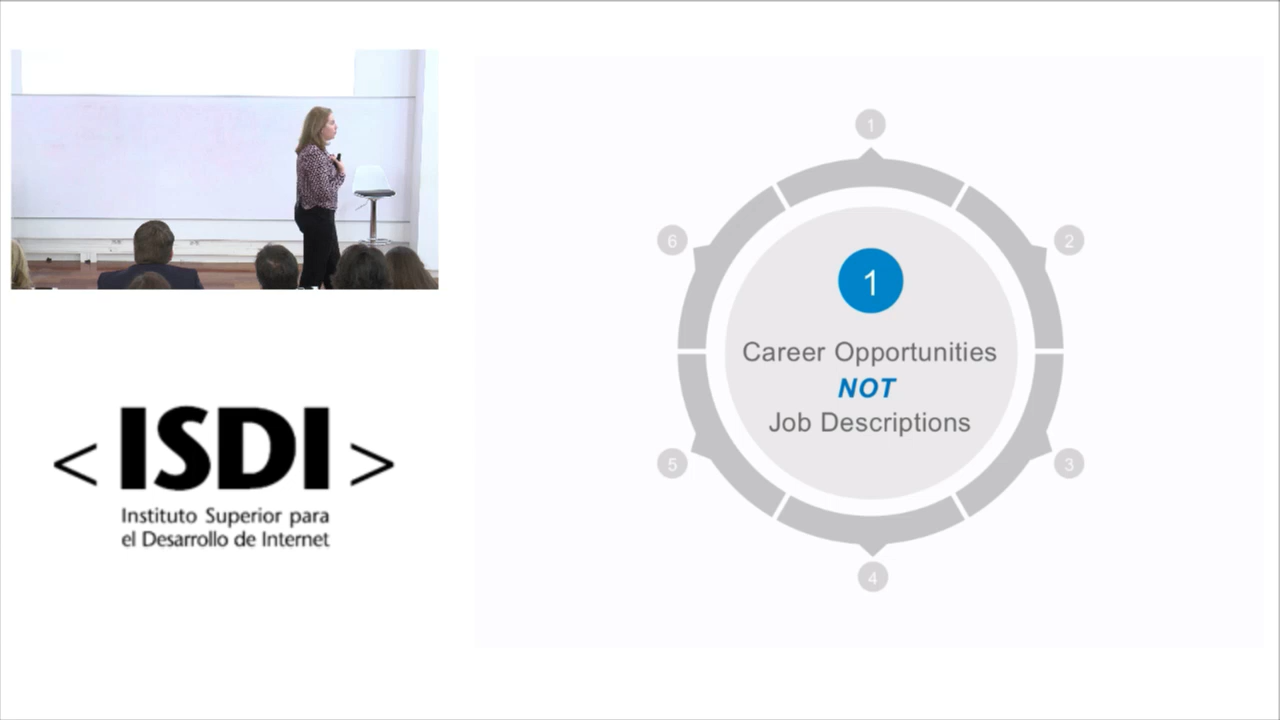 <ISDI>
Instituto Superior para
el Desarrollo de Internet
1
2
3
4
5
6
1
Career Opportunities
NOT
Job Descriptions